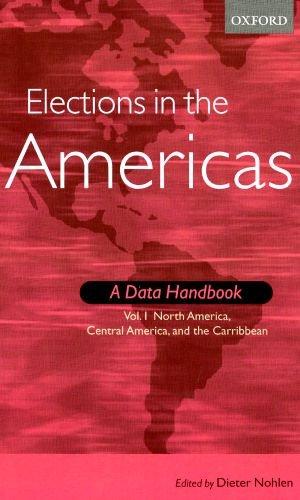 OXFORD
Elections in the
Americas
A Data Handbook
Vol. I North America,
Central America, and the Carribbean
Edited by Dieter Nohlen